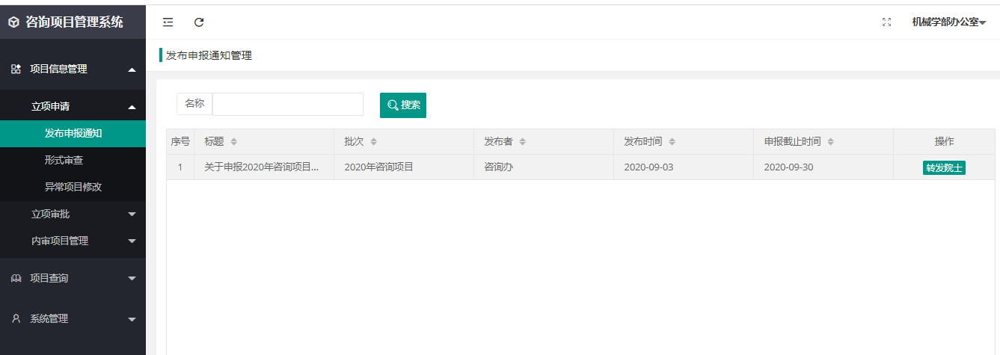 咨询项目管理系统
机械学部办公室
项目信息管理
立项申请
发布申报通知
形式审查
异常项目修改
立项审批
内审项目管理
项目查询
系统管理
发布申报通知管理
名称
搜索
序号 标题 批次 发布者 发布时间 申报截止时间 操作
1 关于申报2020年咨询项目... 2020年咨询项目 咨询办 2020-09-03 2020-09-30 转发院士